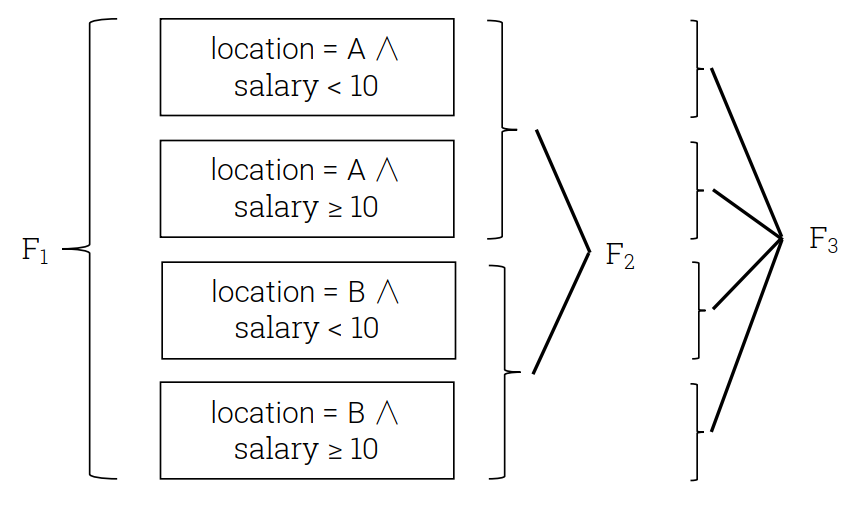 location = A ∧
salary < 10
location = A ∧
salary ≥ 10
F₁
F₂
F₃
location = B ∧
salary < 10
location = B ∧
salary ≥ 10